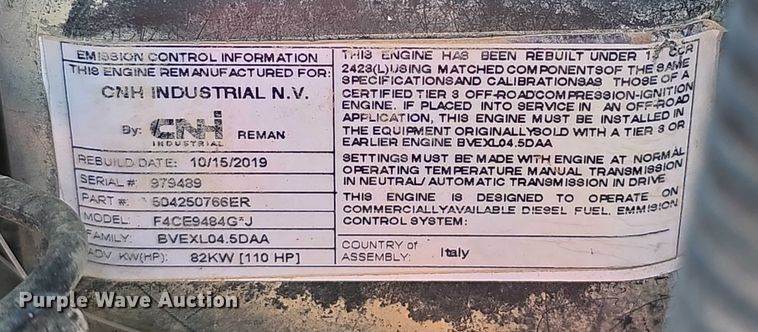 EMISSION CONTROL INFORMATION
THIS ENGINE REMANUFACTURED FOR:
CNH INDUSTRIAL N.V.
By: CNH INDUSTRIAL REMAN
REBUILD DATE: 10/15/2019
SERIAL #: 979489
PART #: 504250766ER
MODEL: F4CE9484G*J
FAMILY: BVEXL04.5DAA
ADV KW(HP): 82KW [110 HP]
THIS ENGINE HAS BEEN REBUILT UNDER 13 CCR
2423(L)USING MATCHED COMPONENTSOF THE SAME
SPECIFICATIONSAND CALIBRATIONSAS THOSE OF A
CERTIFIED TIER 3 OFF-ROADCOMPRESSION-IGNITION
ENGINE. IF PLACED INTO SERVICE IN AN OFF-ROAD
APPLICATION, THIS ENGINE MUST BE INSTALLED IN
THE EQUIPMENT ORIGINALLYSOLD WITH A TIER 3 OR
EARLIER ENGINE BVEXL04.5DAA
SETTINGS MUST BE MADE WITH ENGINE AT NORMAL
OPERATING TEMPERATURE MANUAL TRANSMISSION
IN NEUTRAL/ AUTOMATIC TRANSMISSION IN DRIVE
THIS ENGINE IS DESIGNED TO OPERATE ON
COMMERCIALLYAVAILABLE DIESEL FUEL. EMMISION
CONTROL SYSTEM:
COUNTRY of
ASSEMBLY: Italy
Purple Wave Auction